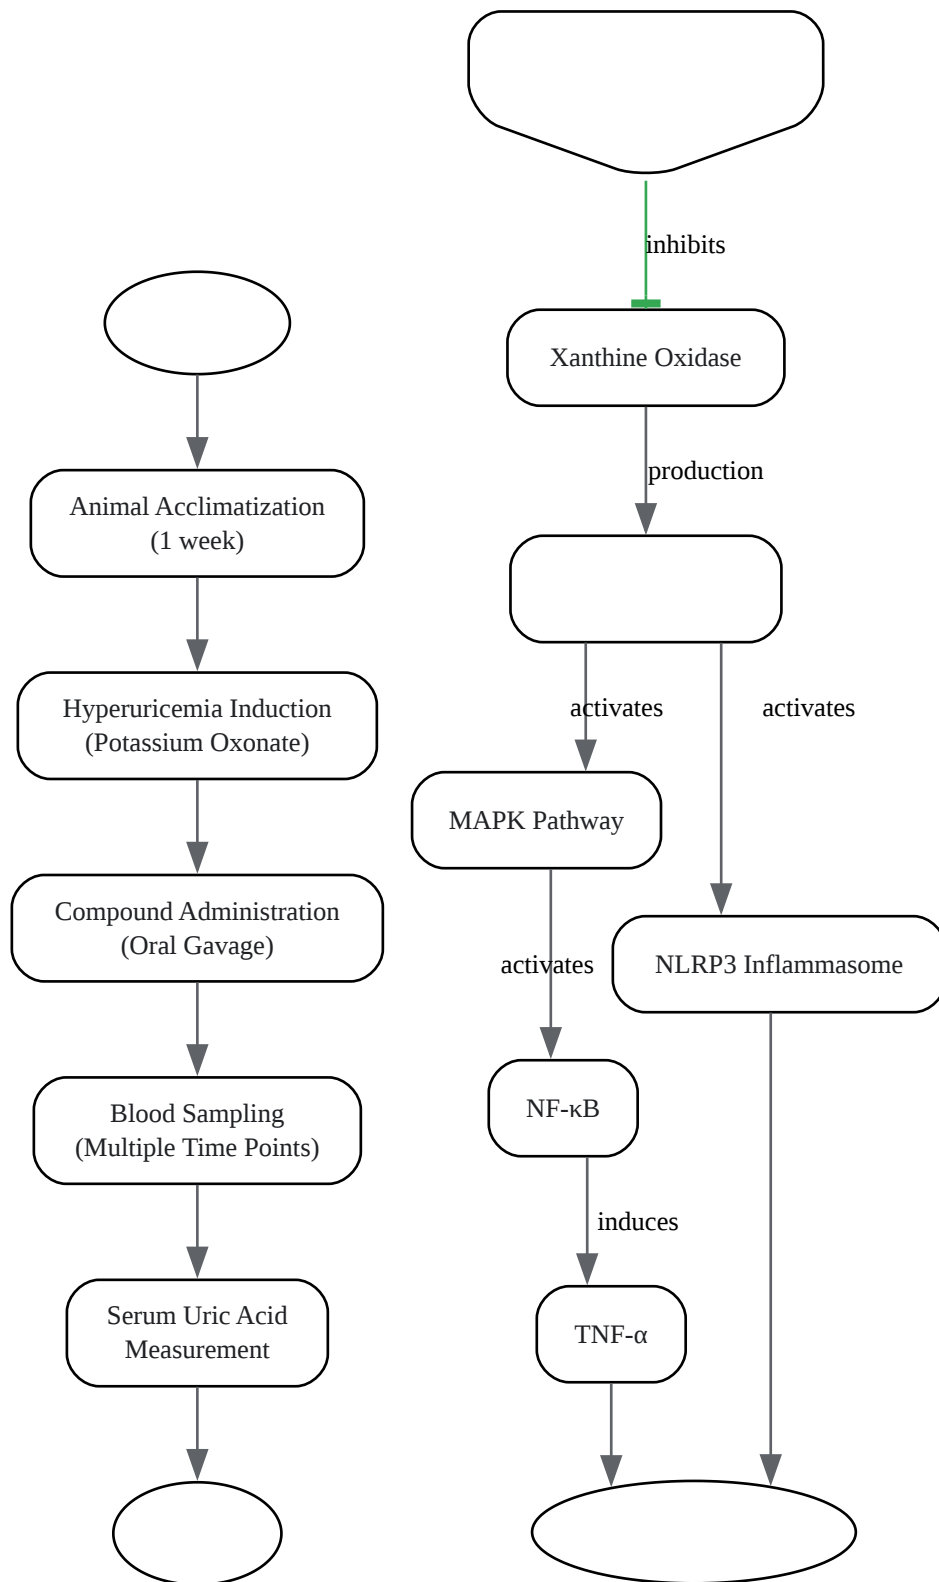 Animal Acclimatization
(1 week)
Hyperuricemia Induction
(Potassium Oxonate)
Compound Administration
(Oral Gavage)
Blood Sampling
(Multiple Time Points)
Serum Uric Acid
Measurement
inhibits
Xanthine Oxidase
production
activates
activates
MAPK Pathway
activates
NLRP3 Inflammasome
NF-κB
induces
TNF-α